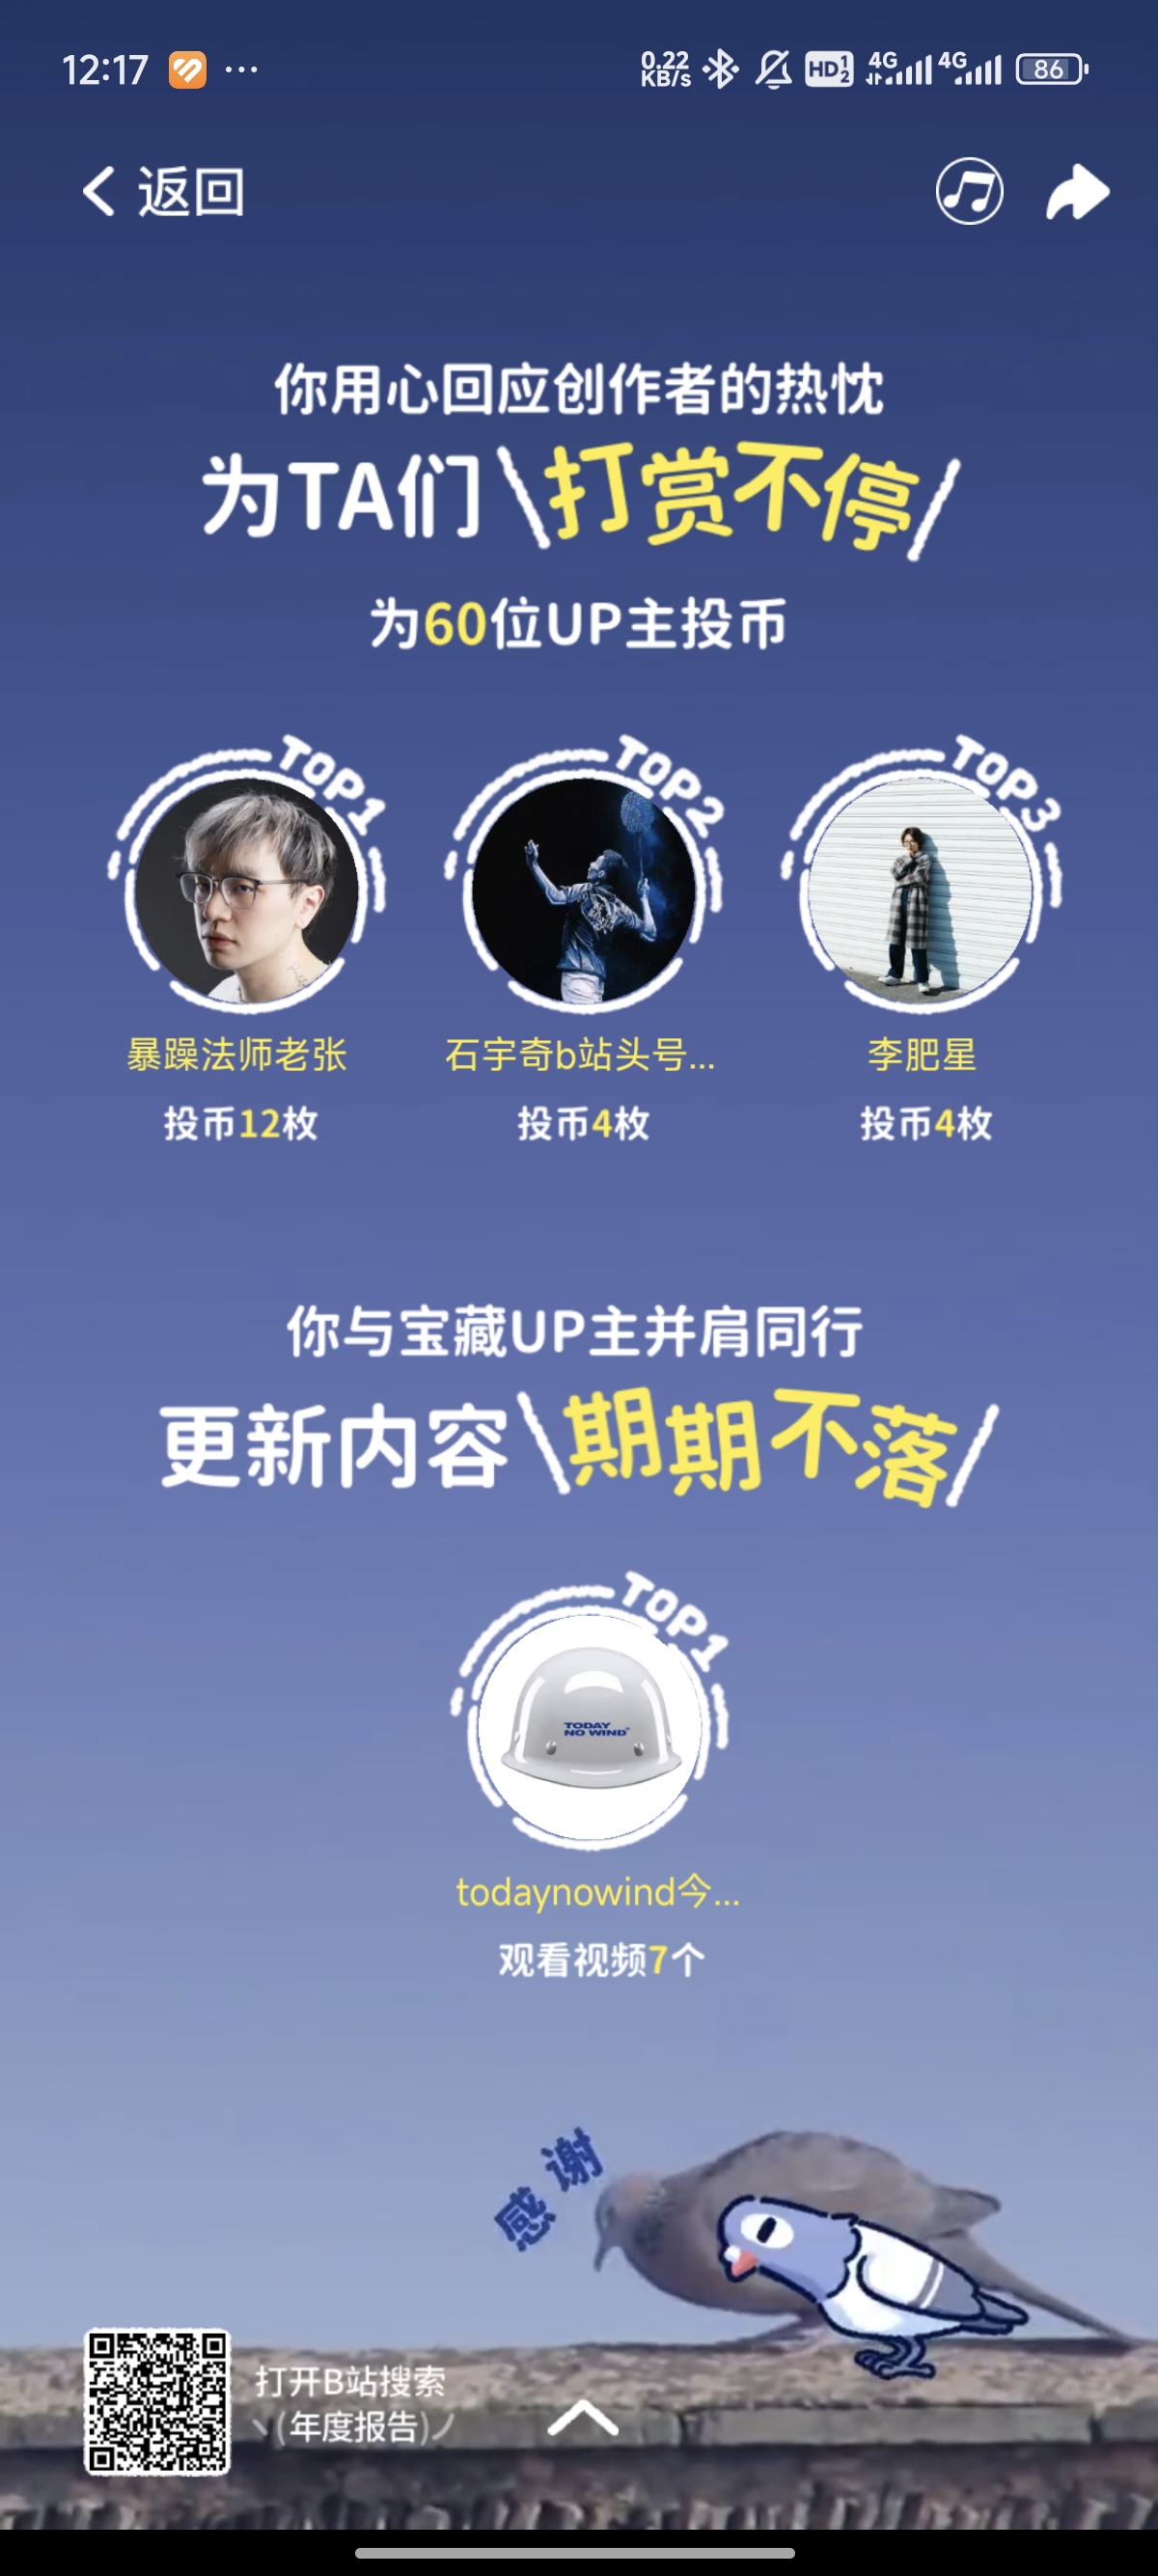 12:17
0.22
KB/s
HD 1 2
4G
4G
86
返回
你用心回应创作者的热忱
为TA们\打赏不停/
为60位UP主投币
TOP1
TOP2
TOP3
暴躁法师老张
石宇奇b站头号...
李肥星
投币12枚
投币4枚
投币4枚
你与宝藏UP主并肩同行
更新内容\期期不落/
TOP1
TODAY
NO WIND
todaynowind今...
观看视频7个
感谢
打开B站搜索
(年度报告)